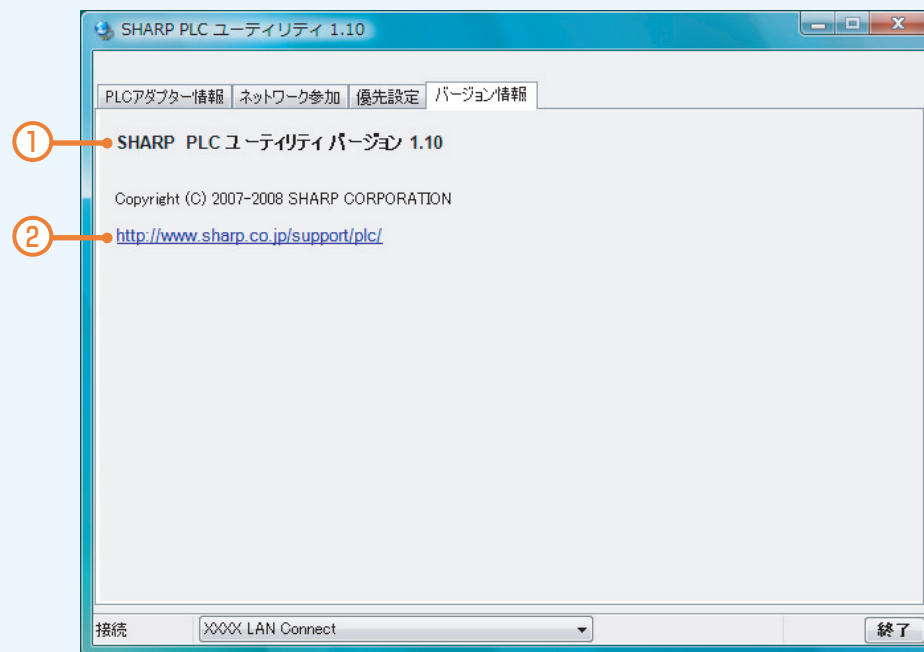 SHARP PLC ユーティリティ 1.10
PLCアダプター情報 ネットワーク参加 優先設定 バージョン情報
① SHARP PLC ユーティリティ バージョン 1.10
Copyright (C) 2007-2008 SHARP CORPORATION
② http://www.sharp.co.jp/support/plc/
接続 XXXX LAN Connect 終了